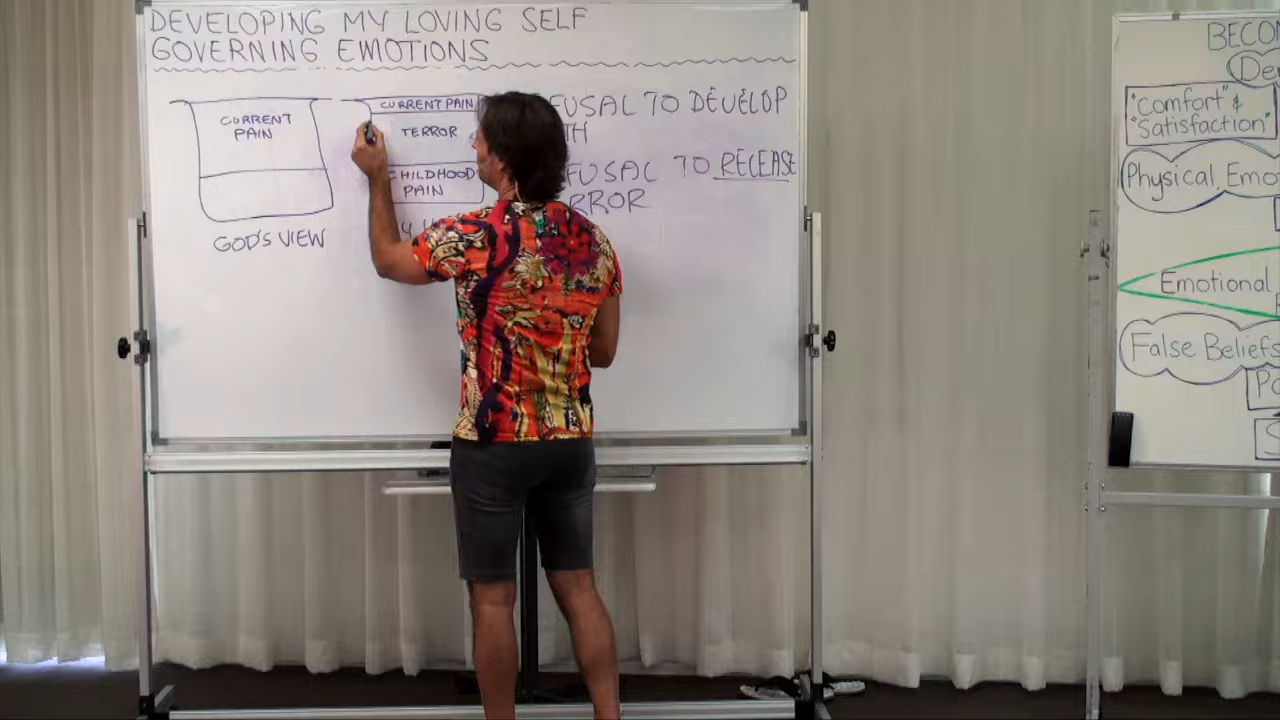 DEVELOPING MY LOVING SELF
GOVERNING EMOTIONS
CURRENT
PAIN
GOD'S VIEW
CURRENT PAIN
TERROR
CHILDHOOD
PAIN
FUSAL TO DEVELOP
TH
FUSAL TO RELEASE
RROR
BECO
De
"Comfort" &
"Satisfaction"
Physical, Emo
Emotional
False Beliefs